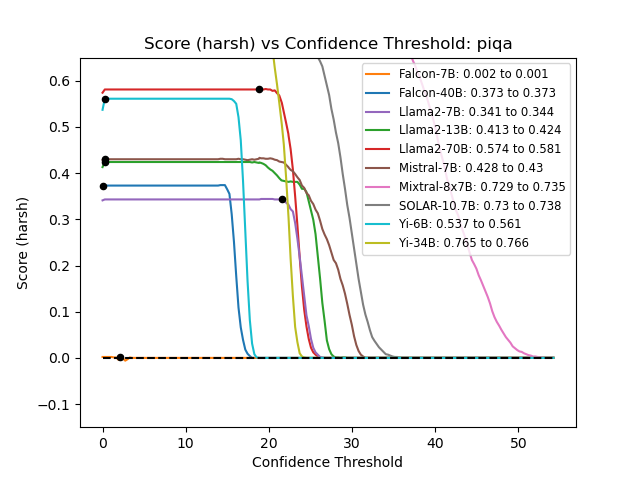 Score (harsh) vs Confidence Threshold: piqa
Score (harsh)
0.6
0.5
0.4
0.3
0.2
0.1
0.0
−0.1
Falcon-7B: 0.002 to 0.001
Falcon-40B: 0.373 to 0.373
Llama2-7B: 0.341 to 0.344
Llama2-13B: 0.413 to 0.424
Llama2-70B: 0.574 to 0.581
Mistral-7B: 0.428 to 0.43
Mixtral-8x7B: 0.729 to 0.735
SOLAR-10.7B: 0.73 to 0.738
Yi-6B: 0.537 to 0.561
Yi-34B: 0.765 to 0.766
0 10 20 30 40 50
Confidence Threshold